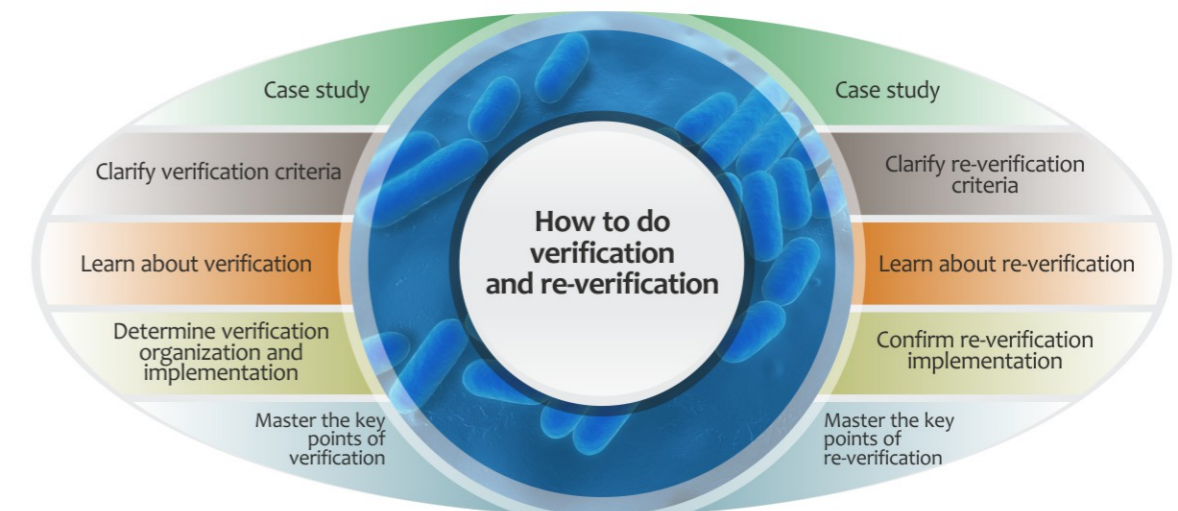 Case study
Clarify verification criteria
Learn about verification
Determine verification
organization and
implementation
Master the key
points of
verification
How to do
verification
and re-verification
Case study
Clarify re-verification
criteria
Learn about re-verification
Confirm re-verification
implementation
Master the key
points of
re-verification